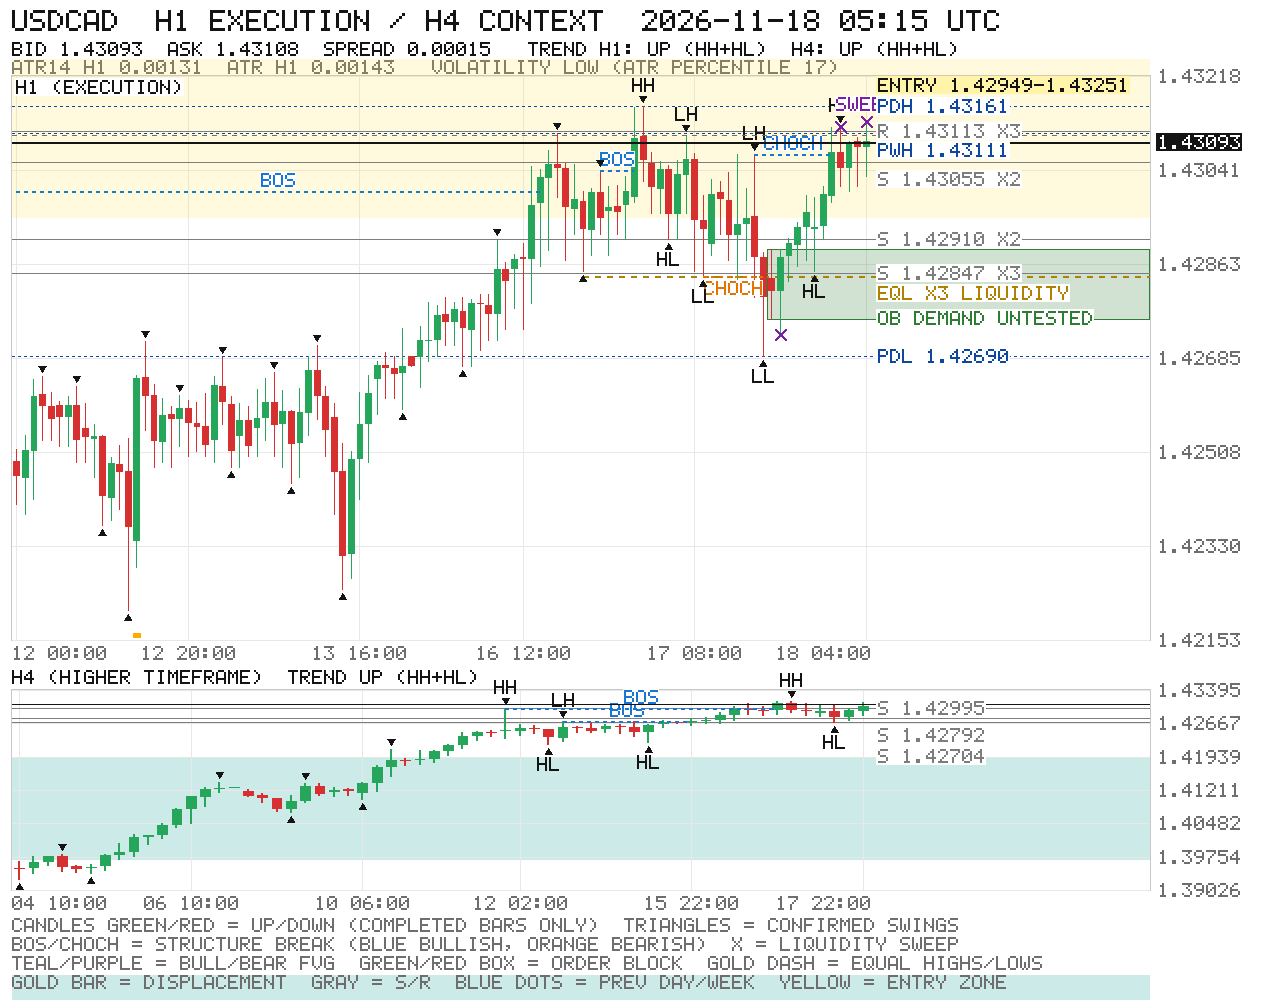 USDCAD H1 EXECUTION / H4 CONTEXT 2026-11-18 05:15 UTC
BID 1.43093 ASK 1.43108 SPREAD 0.00015 TREND H1: UP (HH+HL) H4: UP (HH+HL)
ATR14 H1 0.00131 ATR H1 0.00143 VOLATILITY LOW (ATR PERCENTILE 17)
1.43218
H1 (EXECUTION)
HH
ENTRY 1.42949-1.43251
SWEE
PDH 1.43161
LH
LH
R 1.43113 X3
1.43093
CHOCH
PWH 1.43111
BOS
1.43041
BOS
S 1.43055 X2
S 1.42910 X2
HL
1.42863
S 1.42847 X3
CHOCH
LL
HL
EQL X3 LIQUIDITY
OB DEMAND UNTESTED
PDL 1.42690
1.42685
LL
1.42508
1.42330
1.42153
12 00:00 12 20:00 13 16:00 16 12:00 17 08:00 18 04:00
H4 (HIGHER TIMEFRAME) TREND UP (HH+HL)
HH
HH
1.43395
LH
BOS
BOS
S 1.42995
1.42667
S 1.42792
HL
HL
HL
S 1.42704
1.41939
1.41211
1.40482
1.39754
1.39026
04 10:00 06 10:00 10 06:00 12 02:00 15 22:00 17 22:00
CANDLES GREEN/RED = UP/DOWN (COMPLETED BARS ONLY) TRIANGLES = CONFIRMED SWINGS
BOS/CHOCH = STRUCTURE BREAK (BLUE BULLISH, ORANGE BEARISH) X = LIQUIDITY SWEEP
TEAL/PURPLE = BULL/BEAR FVG GREEN/RED BOX = ORDER BLOCK GOLD DASH = EQUAL HIGHS/LOWS
GOLD BAR = DISPLACEMENT GRAY = S/R BLUE DOTS = PREV DAY/WEEK YELLOW = ENTRY ZONE